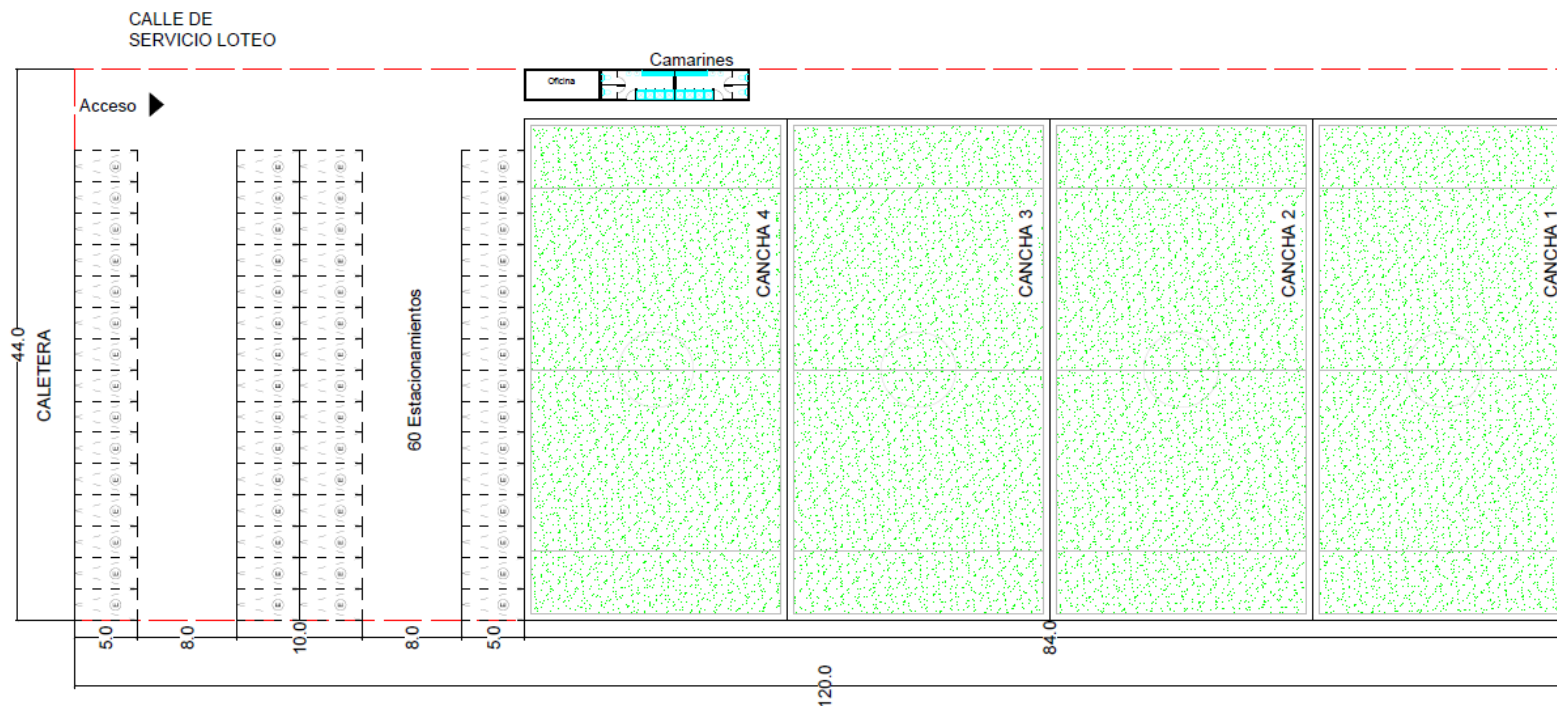 CALLE DE
SERVICIO LOTEO
Camarines
Oficina
Acceso
44.0
CALETERA
60 Estacionamientos
CANCHA 4
CANCHA 3
CANCHA 2
CANCHA 1
5.0
8.0
10.0
8.0
5.0
84.0
120.0